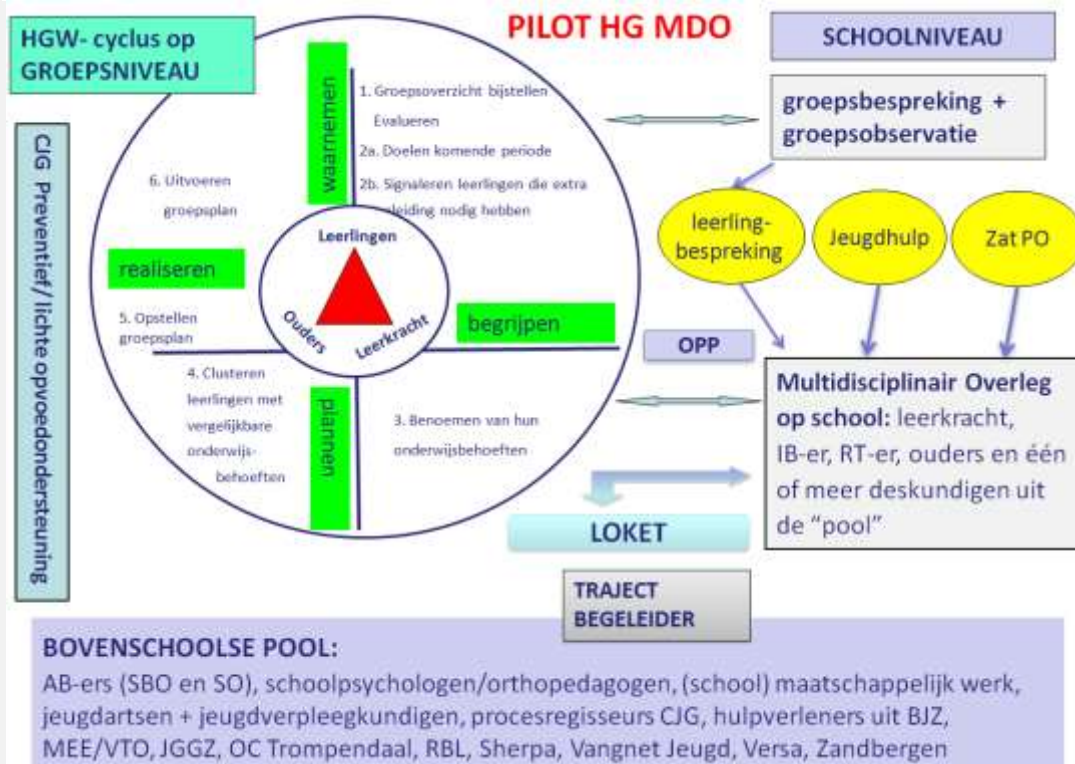 PILOT HG MDO
HGW- cyclus op
GROEPSNIVEAU
CJG Preventief/ lichte opvoedondersteuning
waarnemen
1. Groepsoverzicht bijstellen
Evalueren
2a. Doelen komende periode
2b. Signaleren leerlingen die extra
leiding nodig hebben
begrijpen
3. Benoemen van hun
onderwijsbehoeften
plannen
4. Clusteren
leerlingen met
vergelijkbare
onderwijs-
behoeften
realiseren
5. Opstellen
groepsplan
6. Uitvoeren
groepsplan
Leerlingen
Ouders
Leerkracht
SCHOOLNIVEAU
groepsbespreking +
groepsobservatie
leerling-
bespreking
Jeugdhulp
Zat PO
OPP
Multidisciplinair Overleg
op school: leerkracht,
IB-er, RT-er, ouders en één
of meer deskundigen uit
de “pool”
LOKET
TRAJECT
BEGELEIDER
BOVENSCHOOLSE POOL:
AB-ers (SBO en SO), schoolpsychologen/orthopedagogen, (school) maatschappelijk werk,
jeugdartsen + jeugdverpleegkundigen, procesregisseurs CJG, hulpverleners uit BJZ,
MEE/VTO, JGGZ, OC Trompendaal, RBL, Sherpa, Vangnet Jeugd, Versa, Zandbergen